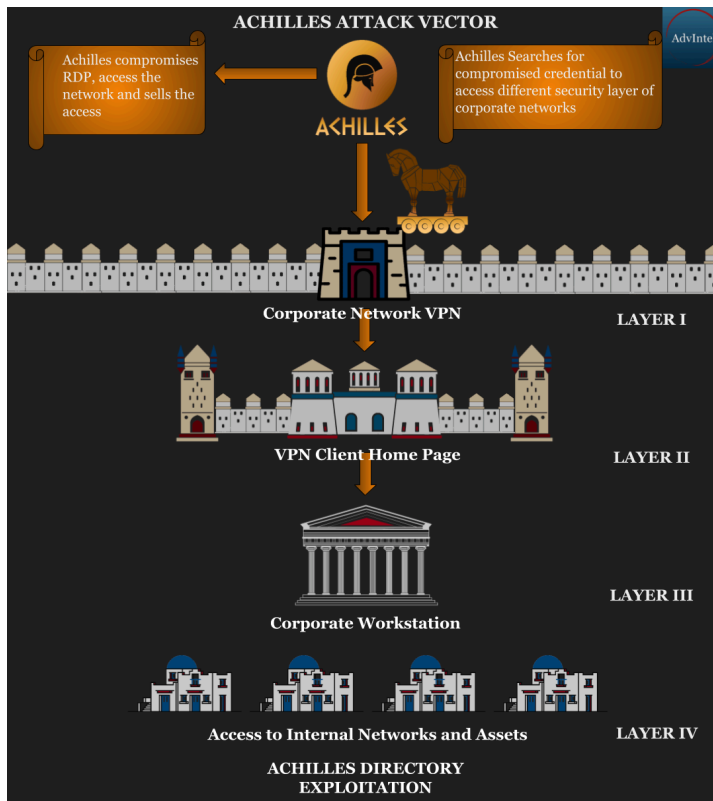 ACHILLES ATTACK VECTOR
AdvInte
Achilles compromises
RDP, access the
network and sells the
access
ACHILLES
Achilles Searches for
compromised credential to
access different security layer of
corporate networks
Corporate Network VPN
LAYER I
VPN Client Home Page
LAYER II
Corporate Workstation
LAYER III
Access to Internal Networks and Assets
LAYER IV
ACHILLES DIRECTORY
EXPLOITATION